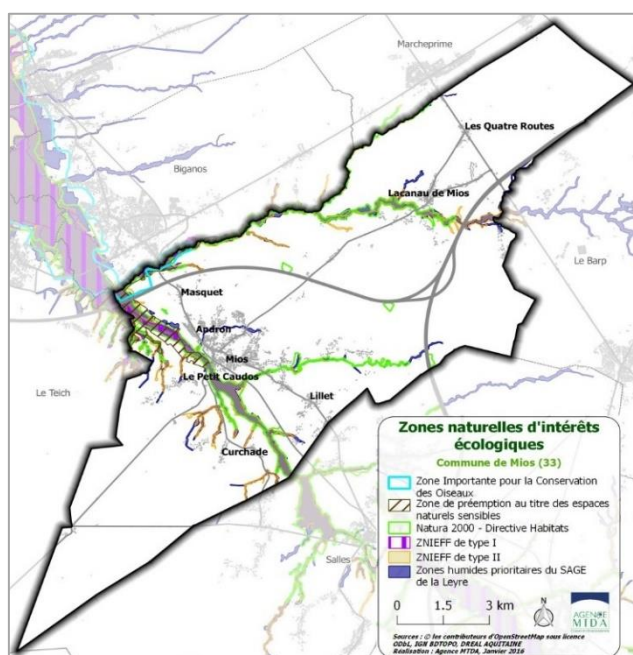 Marcheprime
Les Quatre Routes
Biganos
Lacanau de Mios
Le Barp
Masquet
Andron
Mios
Le Teich
Le Petit Caudos
Lillet
Curchade
Salles
Zones naturelles d'intérêts
écologiques
Commune de Mios (33)
Zone Importante pour la Conservation
des Oiseaux
Zone de préemption au titre des espaces
naturels sensibles
Natura 2000 - Directive Habitats
ZNIEFF de type I
ZNIEFF de type II
Zones humides prioritaires du SAGE
de la Leyre
0 1.5 3 km
N
AGENCE
MTDA
Sources : © les contributeurs d'OpenStreetMap sous licence
ODbL, IGN BDTOPO, DREAL AQUITAINE
Réalisation : Agence MTDA, Janvier 2016